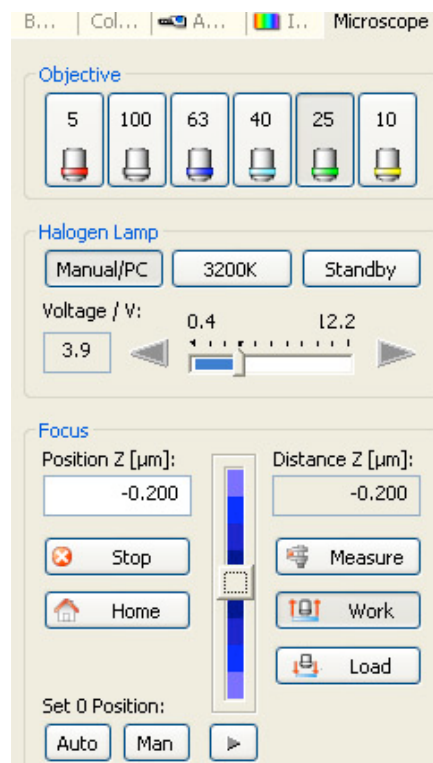 B... Col... A... I.. Microscope
Objective
5 100 63 40 25 10
Halogen Lamp
Manual/PC 3200K Standby
Voltage / V: 0.4 12.2
3.9
Focus
Position Z [µm]: Distance Z [µm]:
-0.200 -0.200
Stop Measure
Home Work
Load
Set 0 Position:
Auto Man